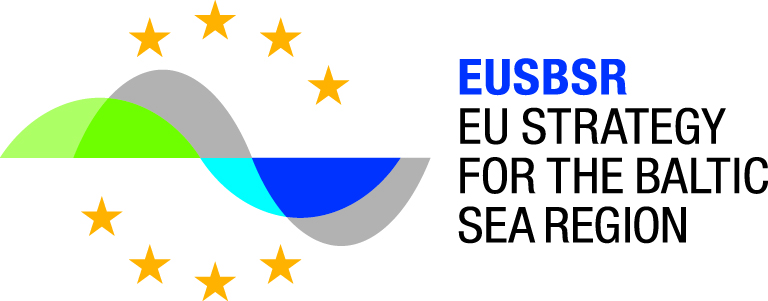 EUSBSR
EU STRATEGY
FOR THE BALTIC
SEA REGION